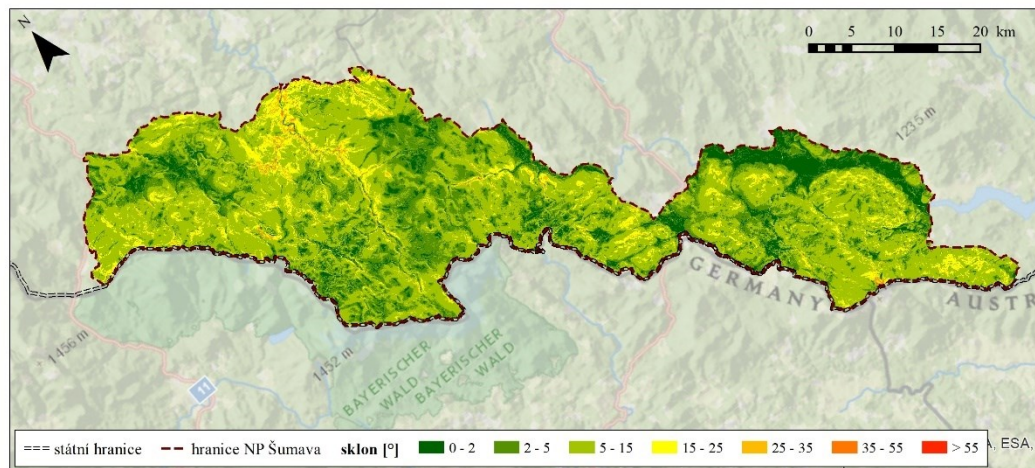 N
0 5 10 15 20 km
1235 m
GERMANY
AUSTR
1456 m
1452 m
BAYERISCHER
WALD
BAYERISCHER
WALD
11
státní hranice hranice NP Šumava sklon [°] 0 - 2 2 - 5 5 - 15 15 - 25 25 - 35 35 - 55 > 55
, ESA,